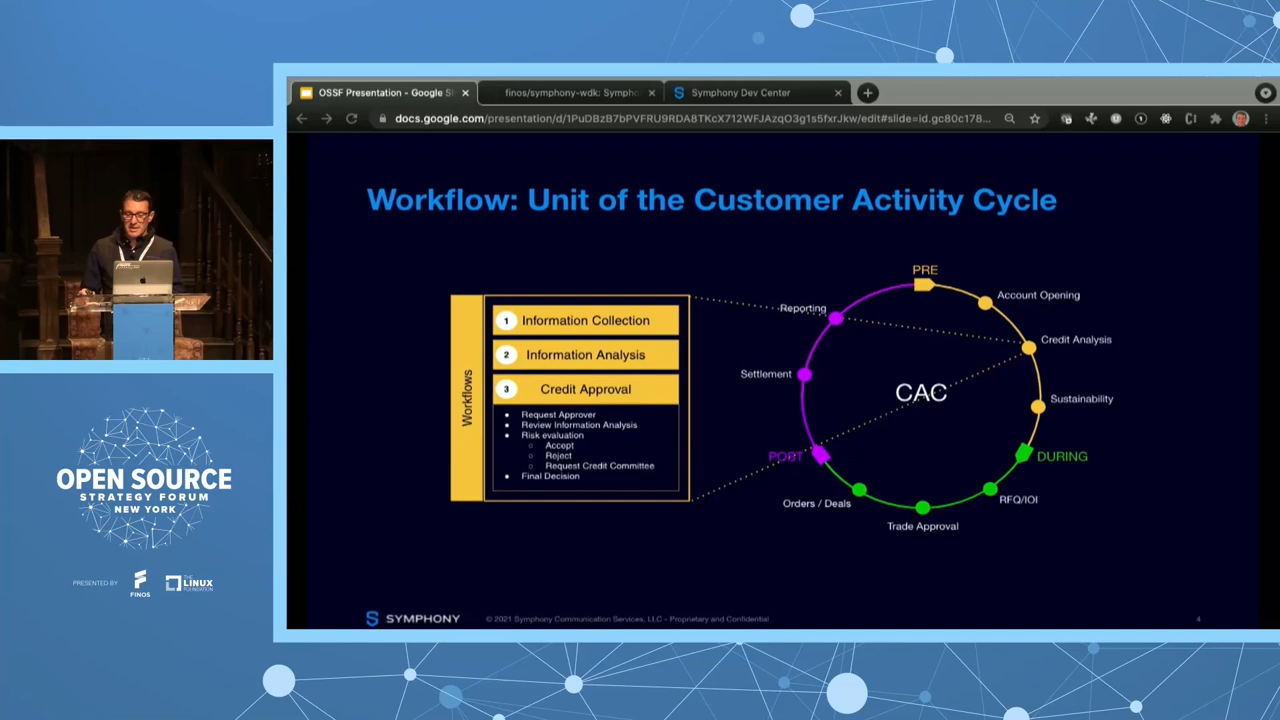 OSSF Presentation - Google Sl
finos/symphony-wdk: Sympho
Symphony Dev Center
docs.google.com/presentation/d/1PuDBzB7bPVFRU9RDA8TKcX712WFJAzqO3g1s5fxrJkw/edit#slide=id.gc80c178...
Workflow: Unit of the Customer Activity Cycle
Workflows
1 Information Collection
2 Information Analysis
3 Credit Approval
• Request Approver
• Review Information Analysis
• Risk evaluation
○ Accept
○ Reject
○ Request Credit Committee
• Final Decision
PRE
Account Opening
Credit Analysis
Sustainability
DURING
RFQ/IOI
Trade Approval
Orders / Deals
POST
Settlement
Reporting
CAC
SYMPHONY
© 2021 Symphony Communication Services, LLC - Proprietary and Confidential
4
OPEN SOURCE
STRATEGY FORUM
NEW YORK
PRESENTED BY
FINOS
THE
LINUX
FOUNDATION